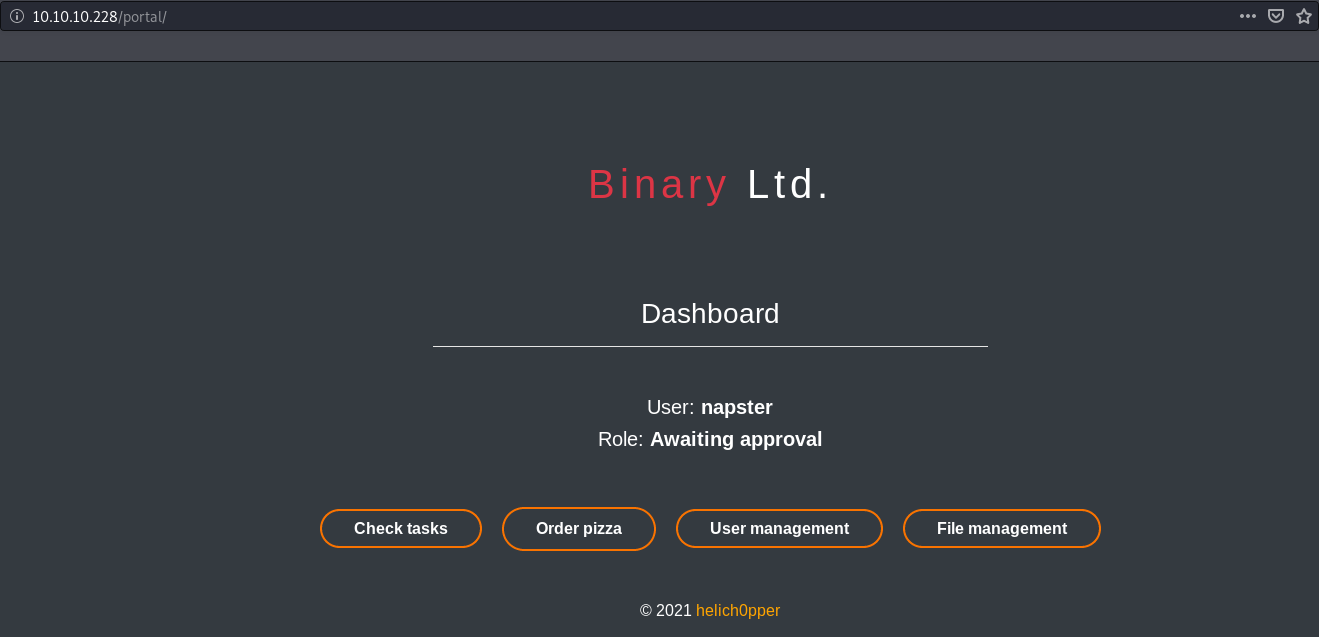 10.10.10.228/portal/
Binary Ltd.
Dashboard
User: napster
Role: Awaiting approval
Check tasks Order pizza User management File management
© 2021 helich0pper